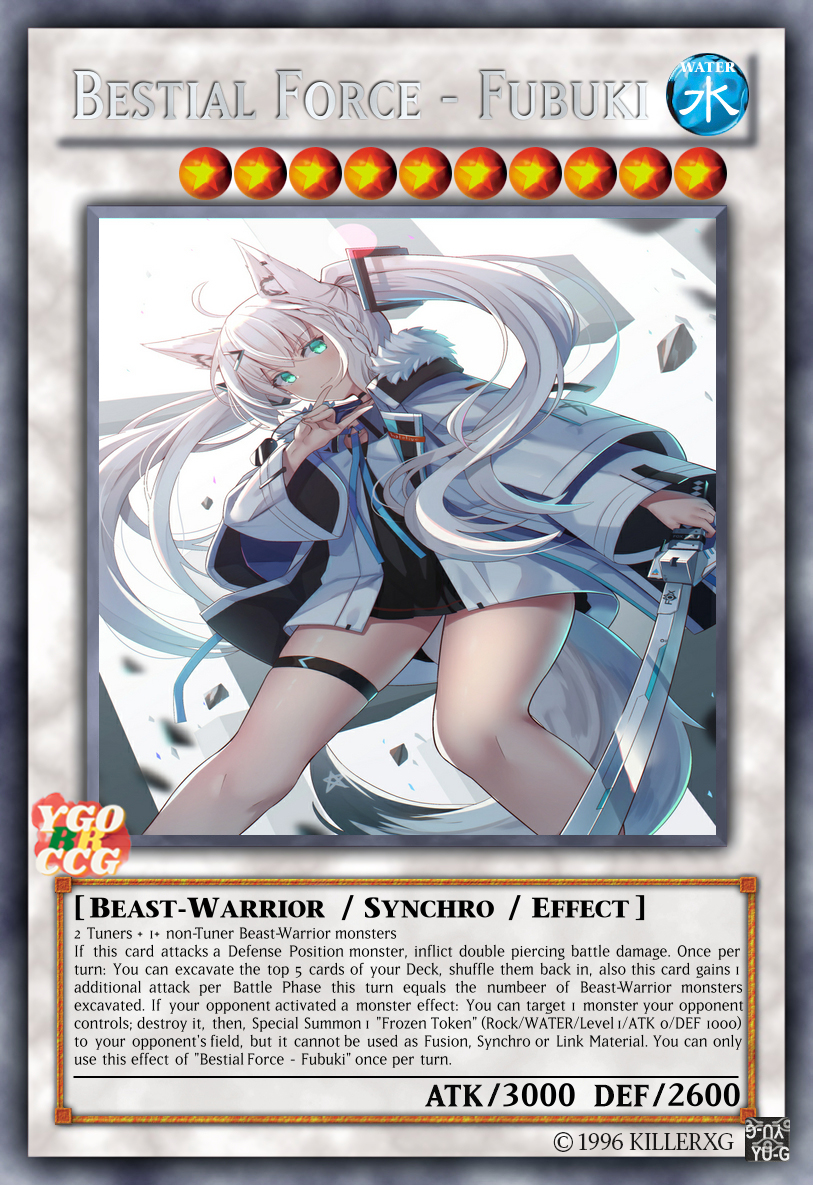 Bestial Force - Fubuki
WATER
水
YGO
BR
CCG
[ Beast-Warrior / Synchro / Effect ]
2 Tuners + 1+ non-Tuner Beast-Warrior monsters
If this card attacks a Defense Position monster, inflict double piercing battle damage. Once per
turn: You can excavate the top 5 cards of your Deck, shuffle them back in, also this card gains 1
additional attack per Battle Phase this turn equals the numbeer of Beast-Warrior monsters
excavated. If your opponent activated a monster effect: You can target 1 monster your opponent
controls; destroy it, then, Special Summon 1 "Frozen Token" (Rock/WATER/Level 1/ATK 0/DEF 1000)
to your opponent's field, but it cannot be used as Fusion, Synchro or Link Material. You can only
use this effect of "Bestial Force - Fubuki" once per turn.
ATK/3000 DEF/2600
© 1996 KILLERXG
YU-G
YU-G